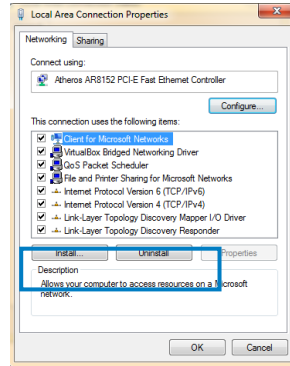 Local Area Connection Properties
Networking Sharing
Connect using:
Atheros AR8152 PCI-E Fast Ethernet Controller
Configure...
This connection uses the following items:
Client for Microsoft Networks
VirtualBox Bridged Networking Driver
QoS Packet Scheduler
File and Printer Sharing for Microsoft Networks
Internet Protocol Version 6 (TCP/IPv6)
Internet Protocol Version 4 (TCP/IPv4)
Link-Layer Topology Discovery Mapper I/O Driver
Link-Layer Topology Discovery Responder
Install... Uninstall Properties
Description
Allows your computer to access resources on a Microsoft
network.
OK Cancel